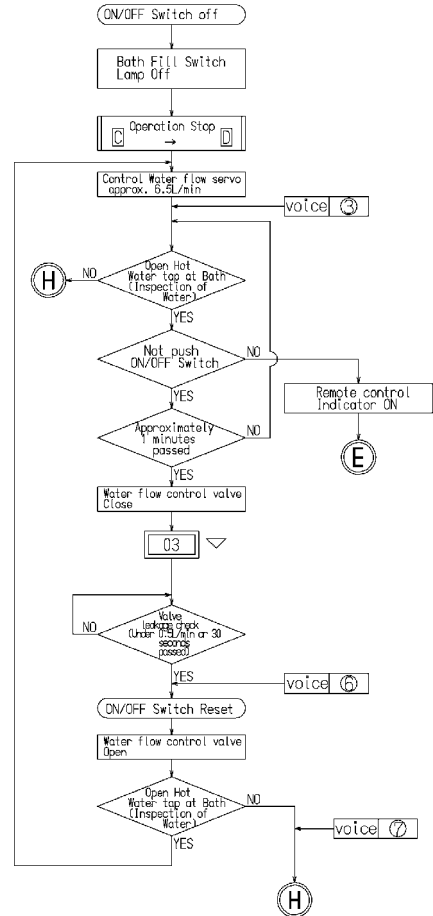 ON/OFF Switch off
Bath Fill Switch
Lamp Off
Operation Stop
C → D
Control Water flow servo
approx. 6.5L/min
voice ③
Open Hot
Water tap at Bath
(Inspection of
Water)
NO
H
YES
Not push
ON/OFF Switch
NO
YES
Remote control
Indicator ON
E
Approximately
1 minutes
passed
NO
YES
Water flow control valve
Close
03
Valve
leakage check
(Under 0.5L/min or 30
seconds
passed)
NO
YES
voice ⑥
ON/OFF Switch Reset
Water flow control valve
Open
Open Hot
Water tap at Bath
(Inspection of
Water)
NO
YES
voice ⑦
H